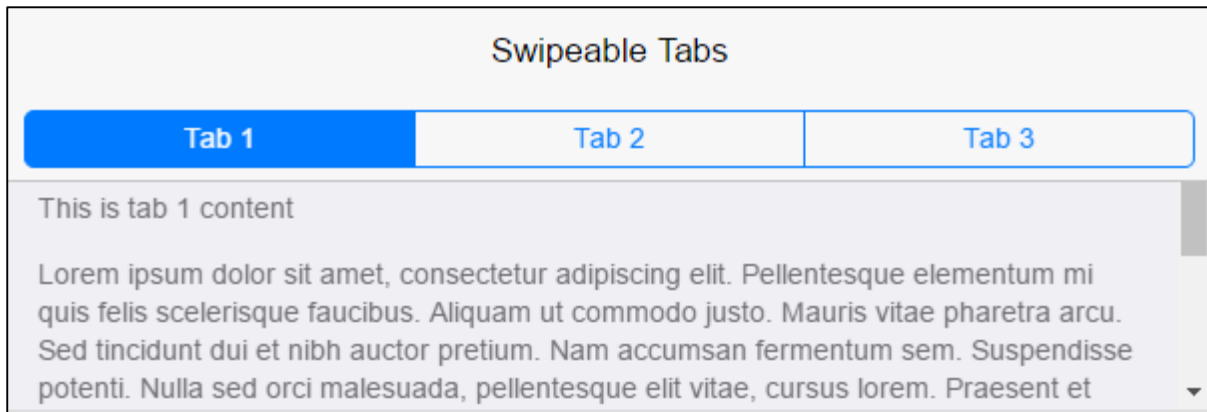 Swipeable Tabs
Tab 1 Tab 2 Tab 3
This is tab 1 content
Lorem ipsum dolor sit amet, consectetur adipiscing elit. Pellentesque elementum mi
quis felis scelerisque faucibus. Aliquam ut commodo justo. Mauris vitae pharetra arcu.
Sed tincidunt dui et nibh auctor pretium. Nam accumsan fermentum sem. Suspendisse
potenti. Nulla sed orci malesuada, pellentesque elit vitae, cursus lorem. Praesent et